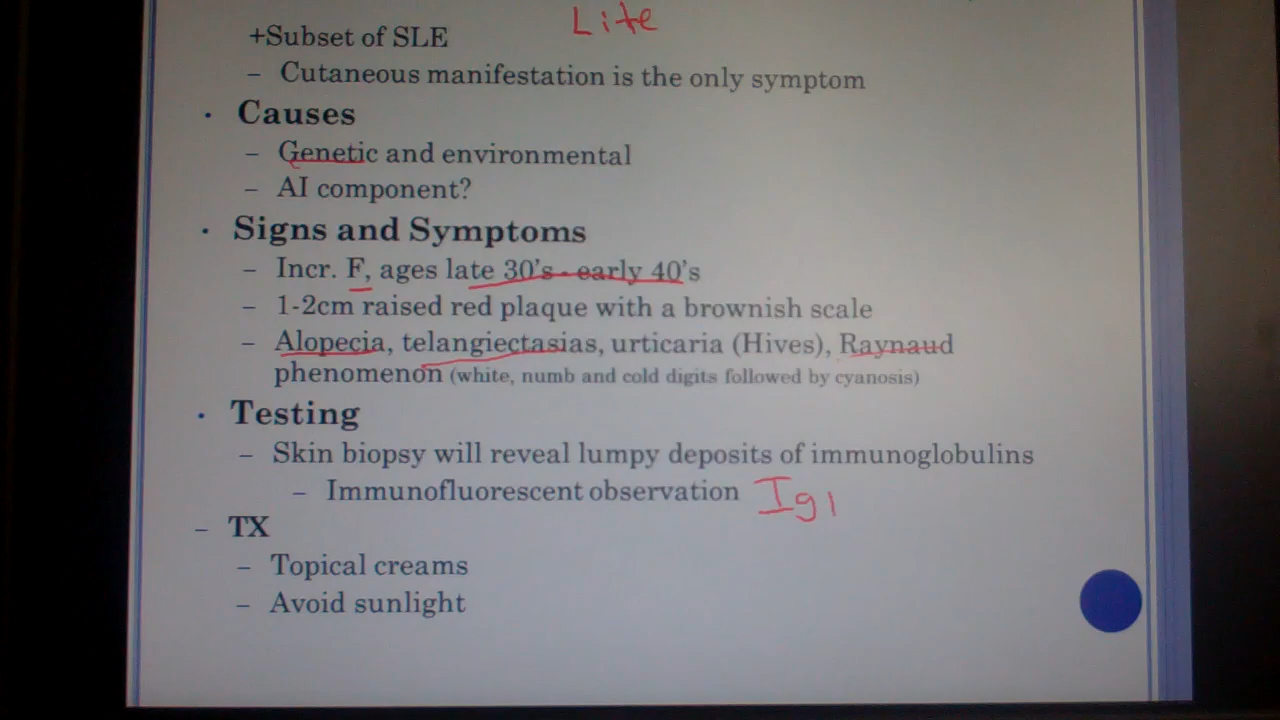 Lite
+Subset of SLE
– Cutaneous manifestation is the only symptom
• Causes
– Genetic and environmental
– AI component?
• Signs and Symptoms
– Incr. F, ages late 30's - early 40's
– 1-2cm raised red plaque with a brownish scale
– Alopecia, telangiectasias, urticaria (Hives), Raynaud
phenomenon (white, numb and cold digits followed by cyanosis)
• Testing
– Skin biopsy will reveal lumpy deposits of immunoglobulins
– Immunofluorescent observation Ig
– TX
– Topical creams
– Avoid sunlight